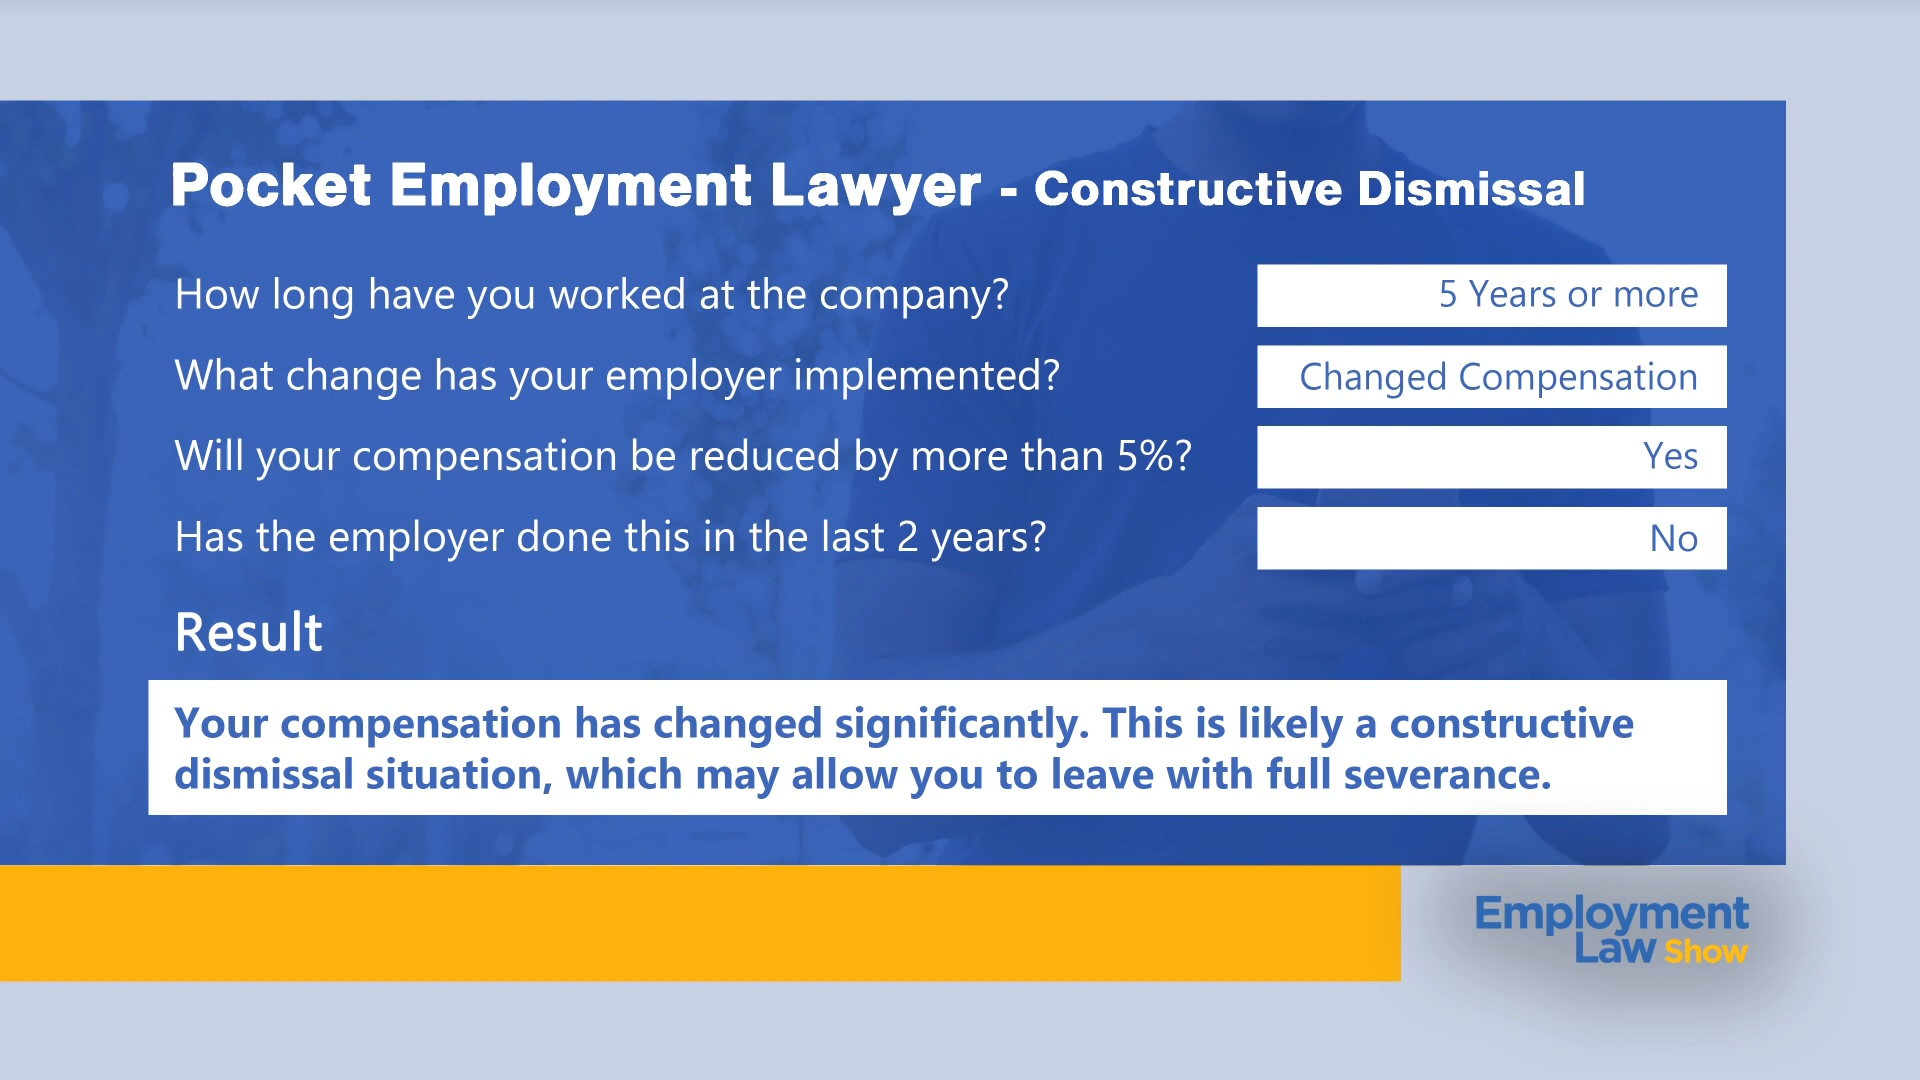 Pocket Employment Lawyer - Constructive Dismissal
How long have you worked at the company? 5 Years or more
What change has your employer implemented? Changed Compensation
Will your compensation be reduced by more than 5%? Yes
Has the employer done this in the last 2 years? No
Result
Your compensation has changed significantly. This is likely a constructive
dismissal situation, which may allow you to leave with full severance.
Employment
Law Show